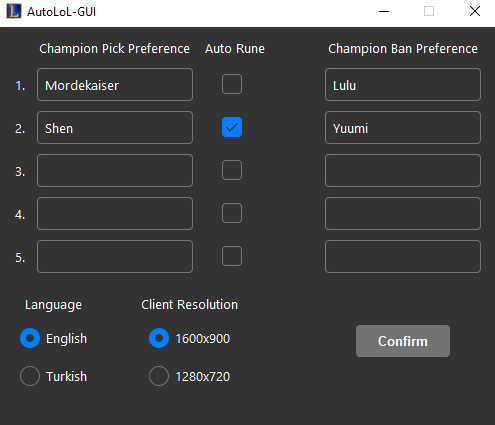 AutoLoL-GUI
Champion Pick Preference Auto Rune Champion Ban Preference
1. Mordekaiser Lulu
2. Shen Yuumi
3.
4.
5.
Language Client Resolution
English 1600x900 Confirm
Turkish 1280x720